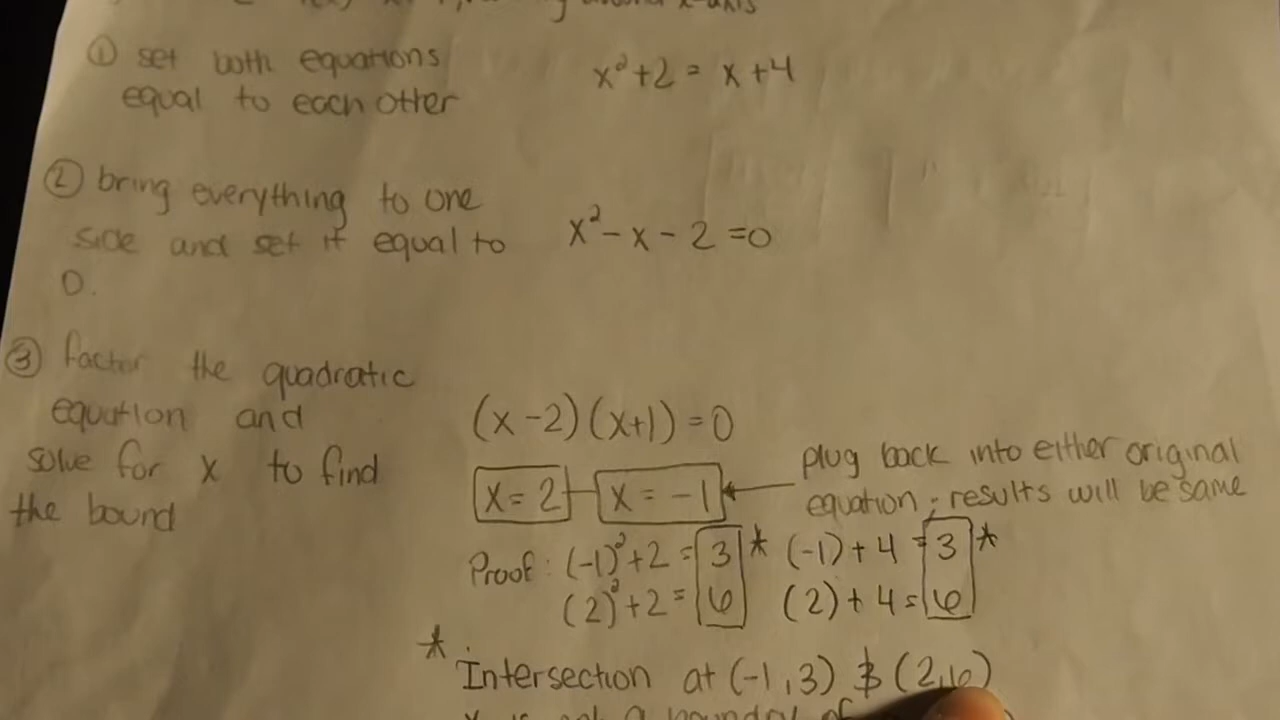 around x-axis
① set both equations
equal to each other
x²+2 = x+4
② bring everything to one
side and set it equal to
0.
x² - x - 2 = 0
③ factor the quadratic
equation and
solve for x to find
the bound
(x-2)(x+1) = 0
x = 2 x = -1
plug back into either original
equation; results will be same
Proof: (-1)²+2 = 3 * (-1)+4 = 3 *
(2)²+2 = 6 (2)+4 = 6
* Intersection at (-1,3) & (2,6)